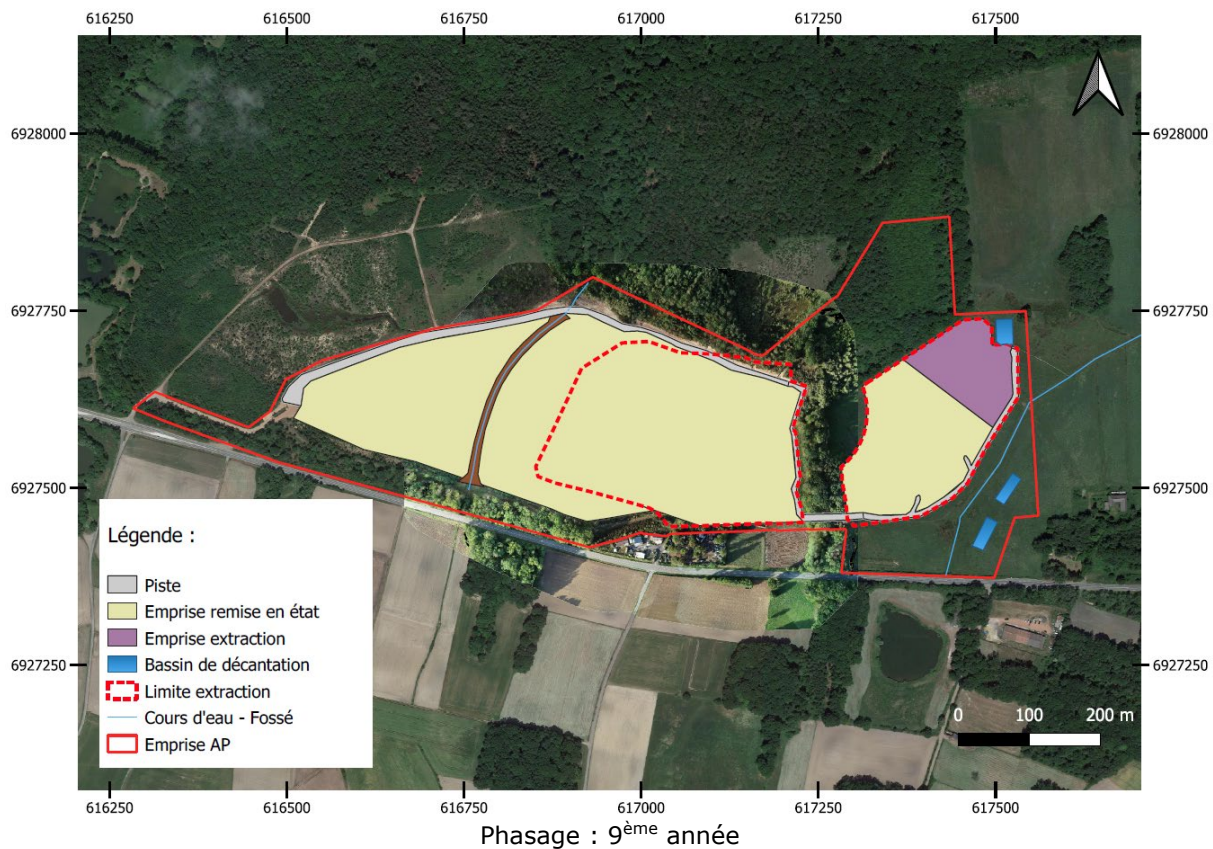 616250 616500 616750 617000 617250 617500
6928000 6928000
6927750 6927750
6927500 6927500
6927250 6927250
Légende :
Piste
Emprise remise en état
Emprise extraction
Bassin de décantation
Limite extraction
Cours d'eau - Fossé
Emprise AP
0 100 200 m
616250 616500 616750 617000 617250 617500
Phasage : 9ème année